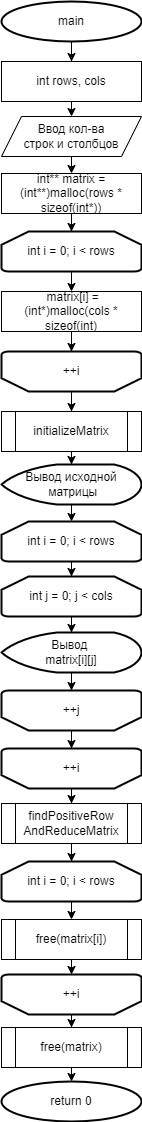 main
int rows, cols
Ввод кол-ва
строк и столбцов
int** matrix =
(int**)malloc(rows *
sizeof(int*))
int i = 0; i < rows
matrix[i] =
(int*)malloc(cols *
sizeof(int)
++i
initializeMatrix
Вывод исходной
матрицы
int i = 0; i < rows
int j = 0; j < cols
Вывод
matrix[i][j]
++j
++i
findPositiveRow
AndReduceMatrix
int i = 0; i < rows
free(matrix[i])
++i
free(matrix)
return 0